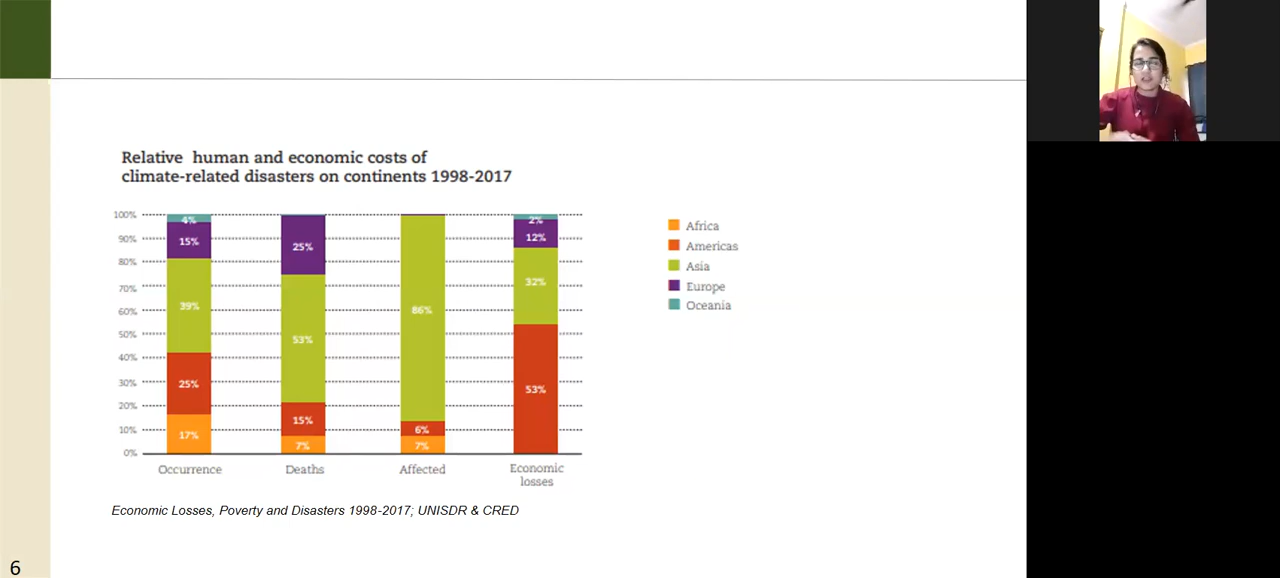 Relative human and economic costs of
climate-related disasters on continents 1998-2017
100%
90%
80%
70%
60%
50%
40%
30%
20%
10%
0%
4%
15%
39%
25%
17%
25%
53%
15%
7%
86%
6%
7%
2%
12%
32%
53%
Occurrence
Deaths
Affected
Economic
losses
Africa
Americas
Asia
Europe
Oceania
Economic Losses, Poverty and Disasters 1998-2017; UNISDR & CRED
6